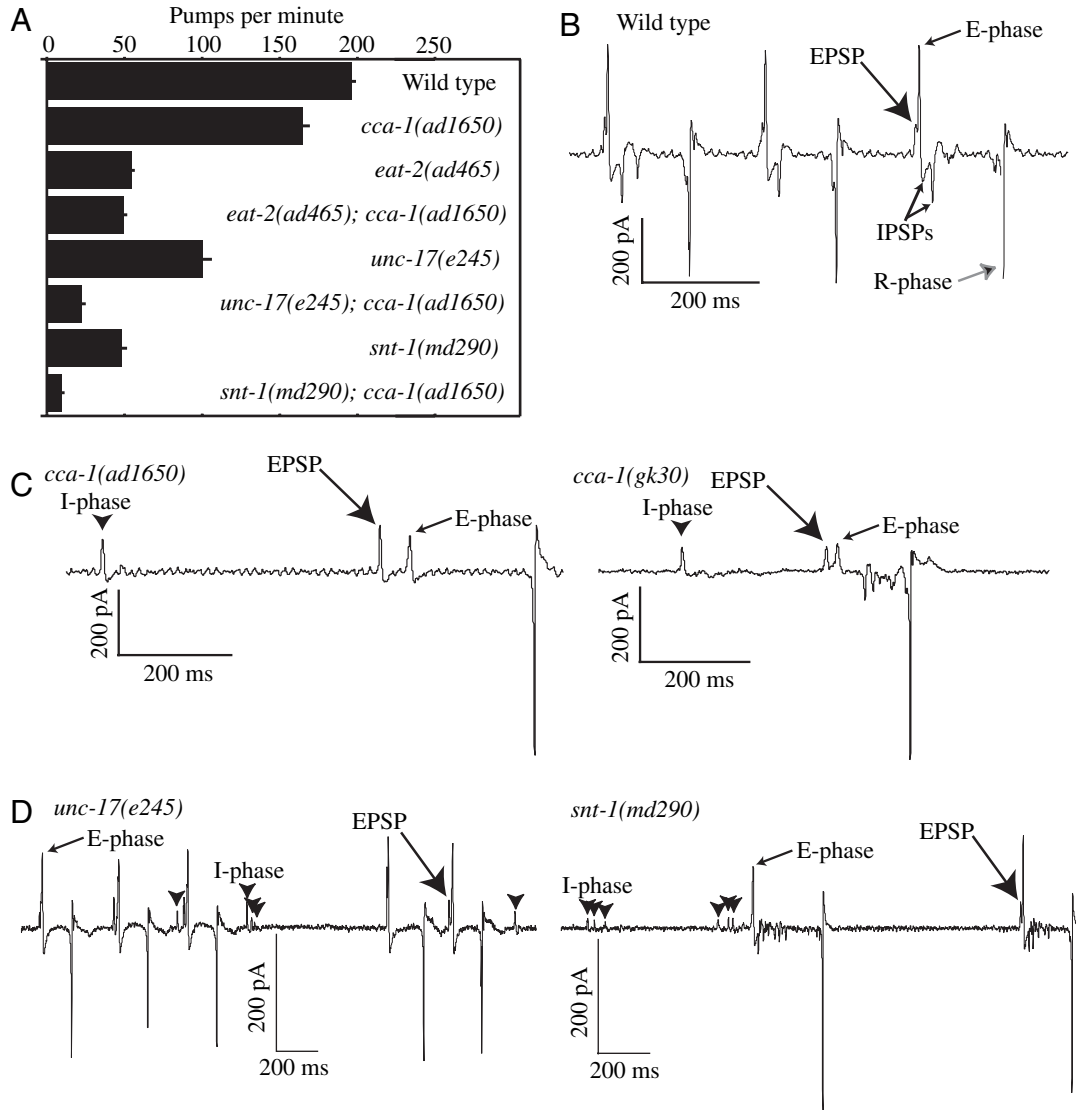 A
Pumps per minute
0 50 100 150 200 250
Wild type
cca-1(ad1650)
eat-2(ad465)
eat-2(ad465); cca-1(ad1650)
unc-17(e245)
unc-17(e245); cca-1(ad1650)
snt-1(md290)
snt-1(md290); cca-1(ad1650)
B
Wild type
E-phase
EPSP
IPSPs
R-phase
200 pA
200 ms
C
cca-1(ad1650)
I-phase
EPSP
E-phase
200 pA
200 ms
cca-1(gk30)
I-phase
EPSP
E-phase
200 pA
200 ms
D
unc-17(e245)
E-phase
I-phase
EPSP
200 pA
200 ms
snt-1(md290)
I-phase
E-phase
EPSP
200 pA
200 ms